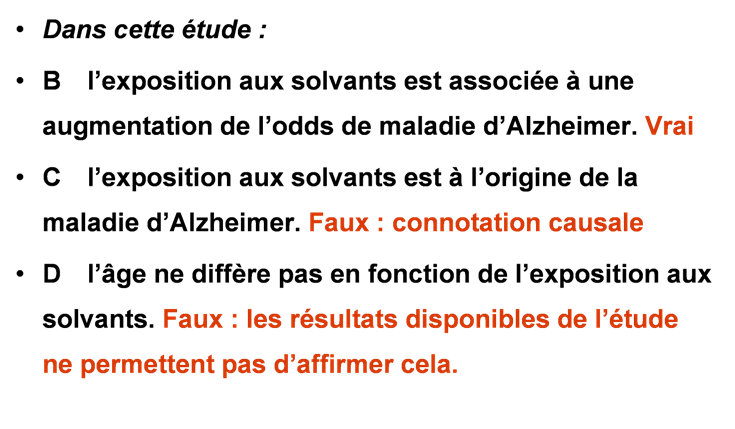 • Dans cette étude :
• B l’exposition aux solvants est associée à une
augmentation de l’odds de maladie d’Alzheimer. Vrai
• C l’exposition aux solvants est à l’origine de la
maladie d’Alzheimer. Faux : connotation causale
• D l’âge ne diffère pas en fonction de l’exposition aux
solvants. Faux : les résultats disponibles de l’étude
ne permettent pas d’affirmer cela.